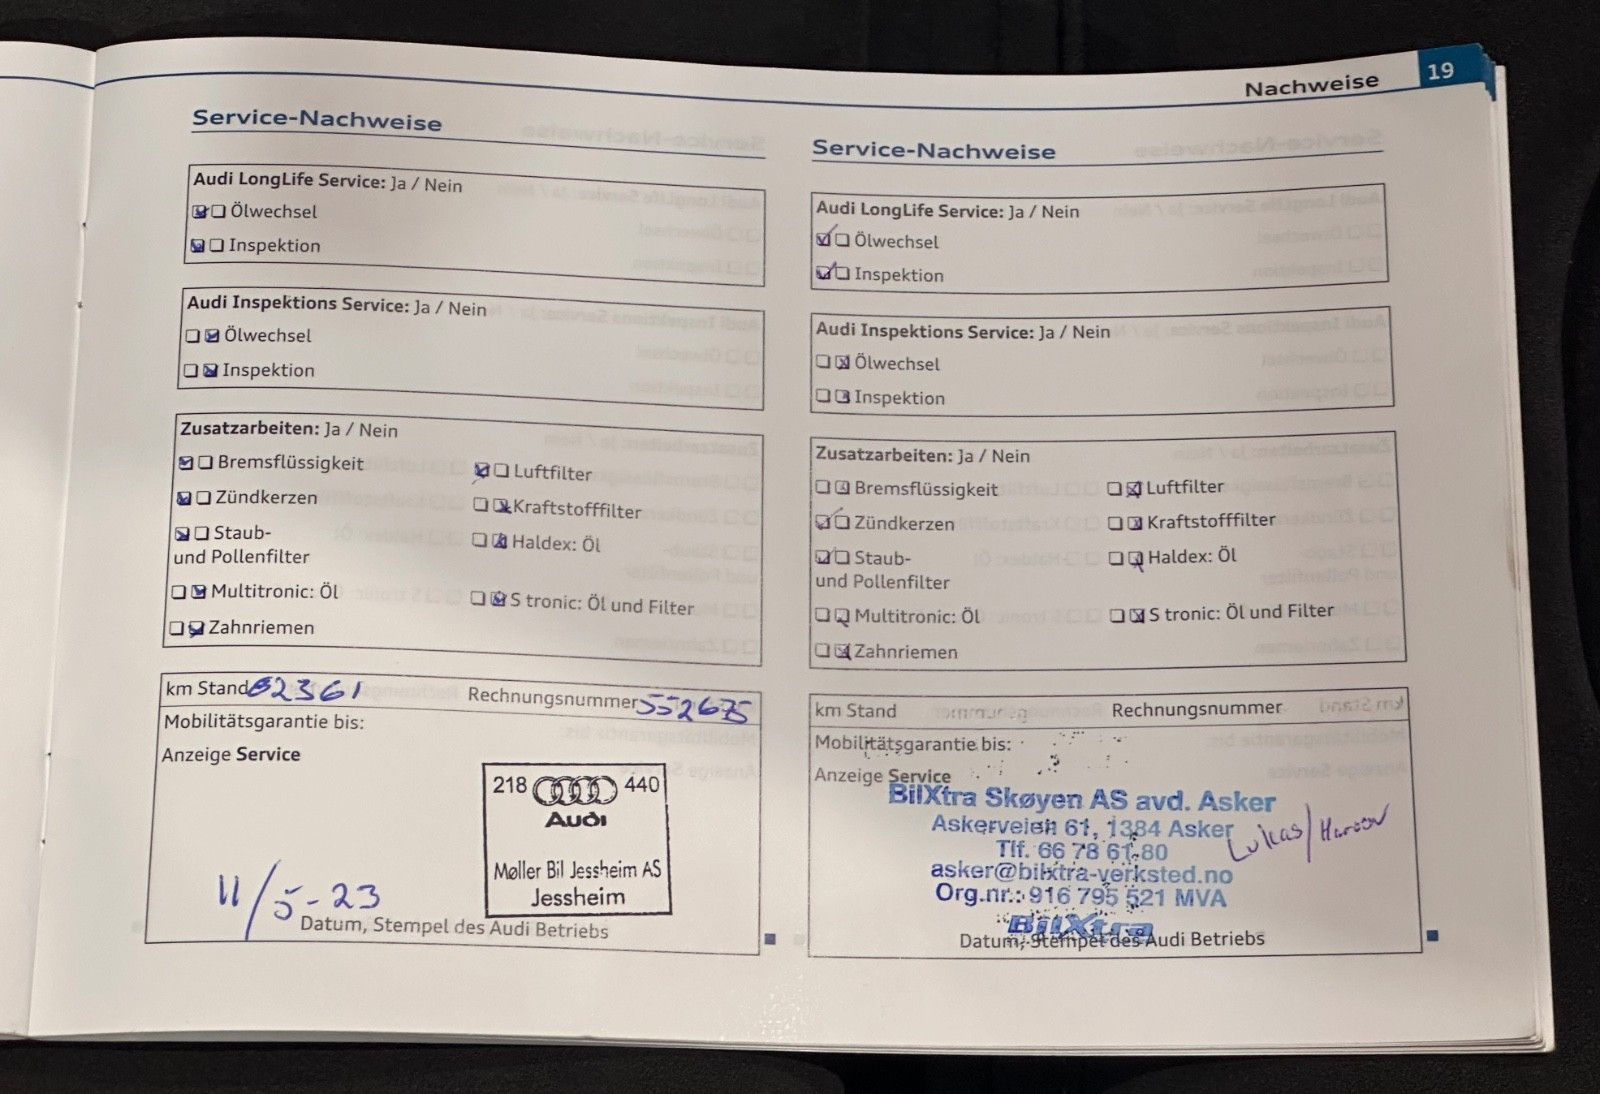 Nachweise 19
Service-Nachweise
Audi LongLife Service: Ja / Nein
Ölwechsel
Inspektion
Audi Inspektions Service: Ja / Nein
Ölwechsel
Inspektion
Zusatzarbeiten: Ja / Nein
Bremsflüssigkeit
Luftfilter
Zündkerzen
Kraftstofffilter
Staub-
und Pollenfilter
Haldex: Öl
Multitronic: Öl
S tronic: Öl und Filter
Zahnriemen
km Stand 82361 Rechnungsnummer 552675
Mobilitätsgarantie bis:
Anzeige Service
218 440
Audi
Møller Bil Jessheim AS
Jessheim
11/5-23
Datum, Stempel des Audi Betriebs
Service-Nachweise
Audi LongLife Service: Ja / Nein
Ölwechsel
Inspektion
Audi Inspektions Service: Ja / Nein
Ölwechsel
Inspektion
Zusatzarbeiten: Ja / Nein
Bremsflüssigkeit
Luftfilter
Zündkerzen
Kraftstofffilter
Staub-
und Pollenfilter
Haldex: Öl
Multitronic: Öl
S tronic: Öl und Filter
Zahnriemen
km Stand Rechnungsnummer
Mobilitätsgarantie bis:
Anzeige Service
BilXtra Skøyen AS avd. Asker
Askerveien 61, 1384 Asker
Lukas/
Tlf. 66 78 61 80
asker@bilxtra-verksted.no
Org.nr.: 916 795 521 MVA
BilXtra
Datum, Stempel des Audi Betriebs